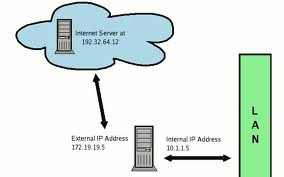 Internet Server at
192.32.64.12
External IP Address
172.19.19.5
Internal IP Address
10.1.1.5
L
A
N